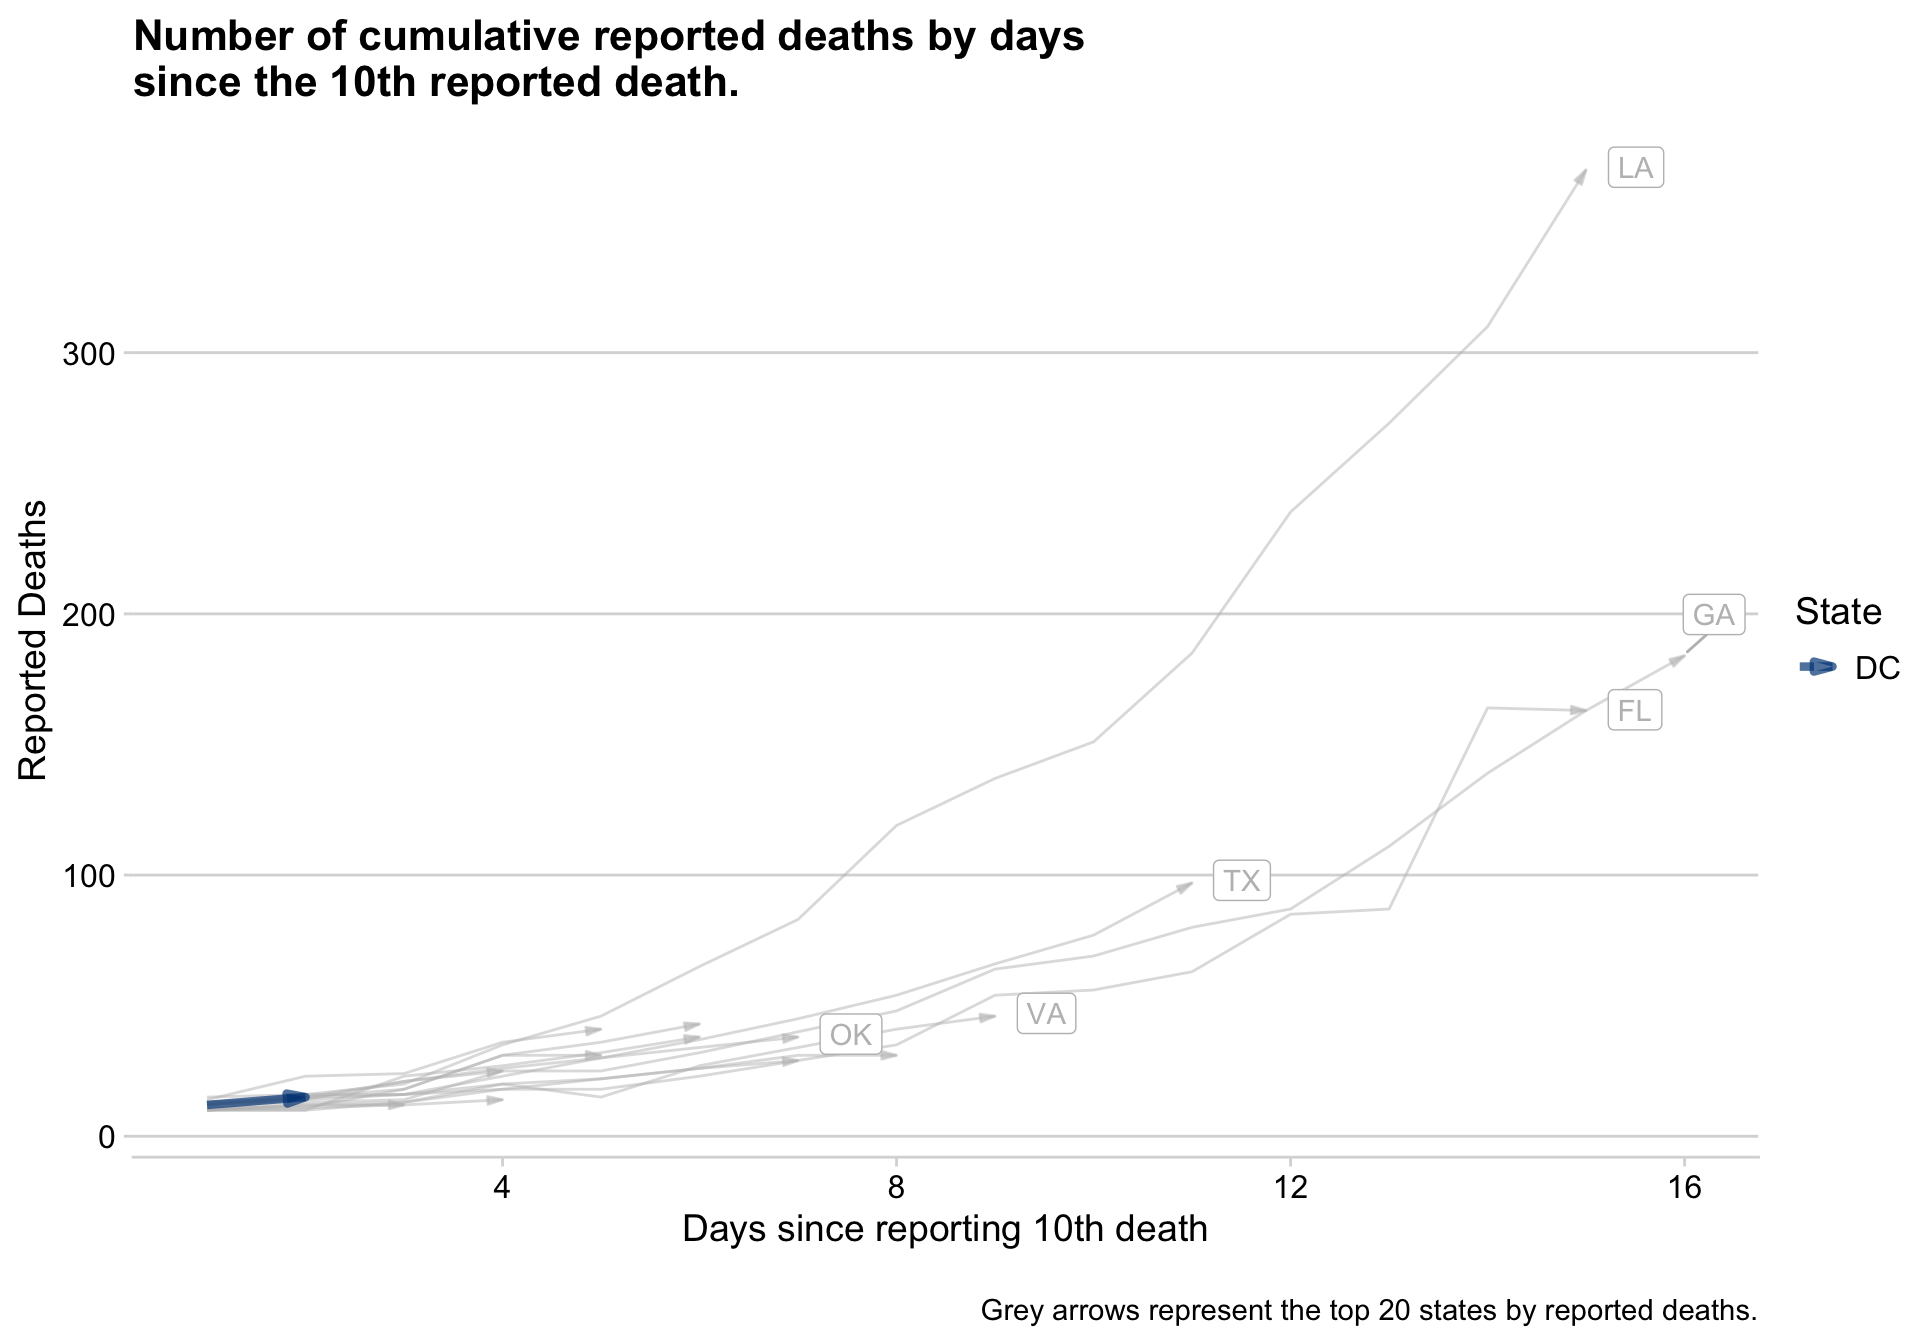 Number of cumulative reported deaths by days
since the 10th reported death.
LA
300
GA
200
State
DC
FL
Reported Deaths
TX
100
VA
OK
0
4
8
12
16
Days since reporting 10th death
Grey arrows represent the top 20 states by reported deaths.